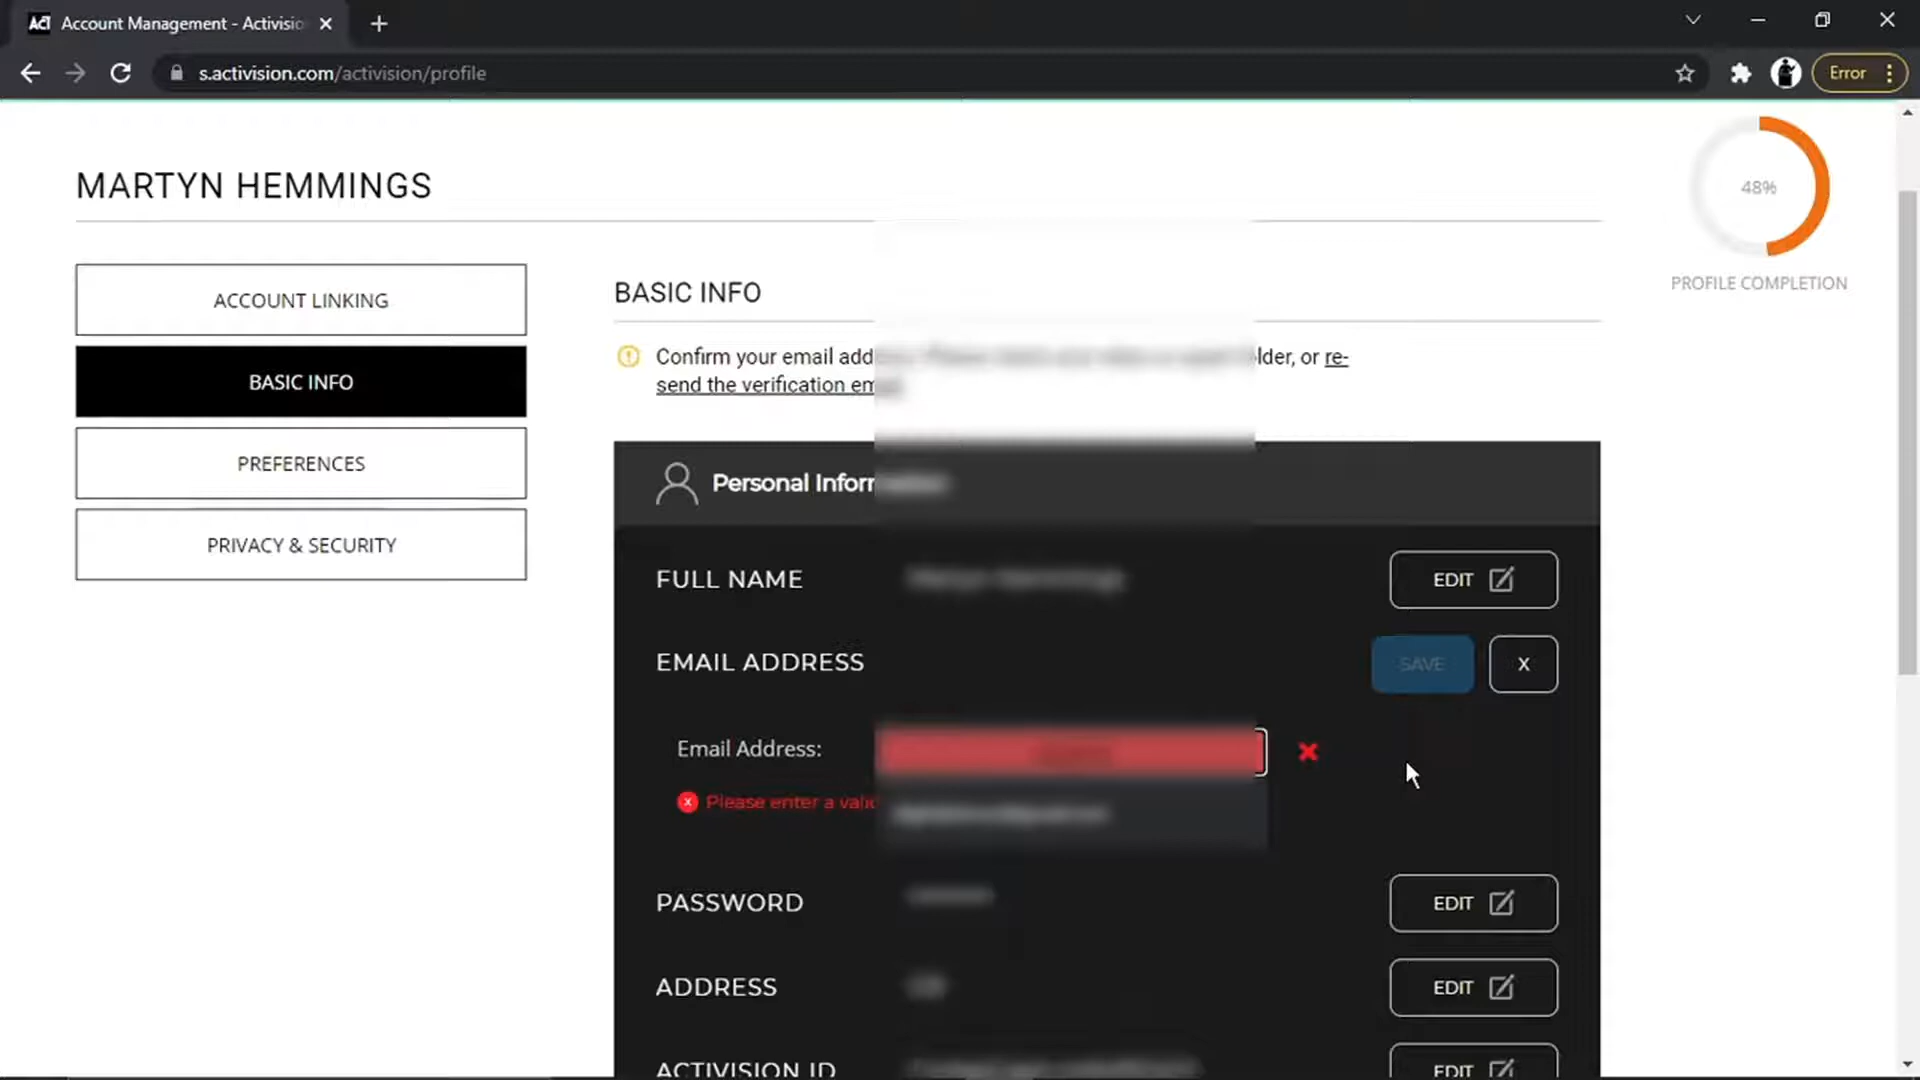 Account Management - Activisio
s.activision.com/activision/profile
Error
MARTYN HEMMINGS
48%
PROFILE COMPLETION
ACCOUNT LINKING
BASIC INFO
PREFERENCES
PRIVACY & SECURITY
BASIC INFO
Confirm your email add lder, or re-
send the verification em
Personal Infor
FULL NAME
EDIT
EMAIL ADDRESS
SAVE
X
Email Address:
Please enter a valid
PASSWORD
EDIT
ADDRESS
EDIT
ACTIVISION ID
EDIT